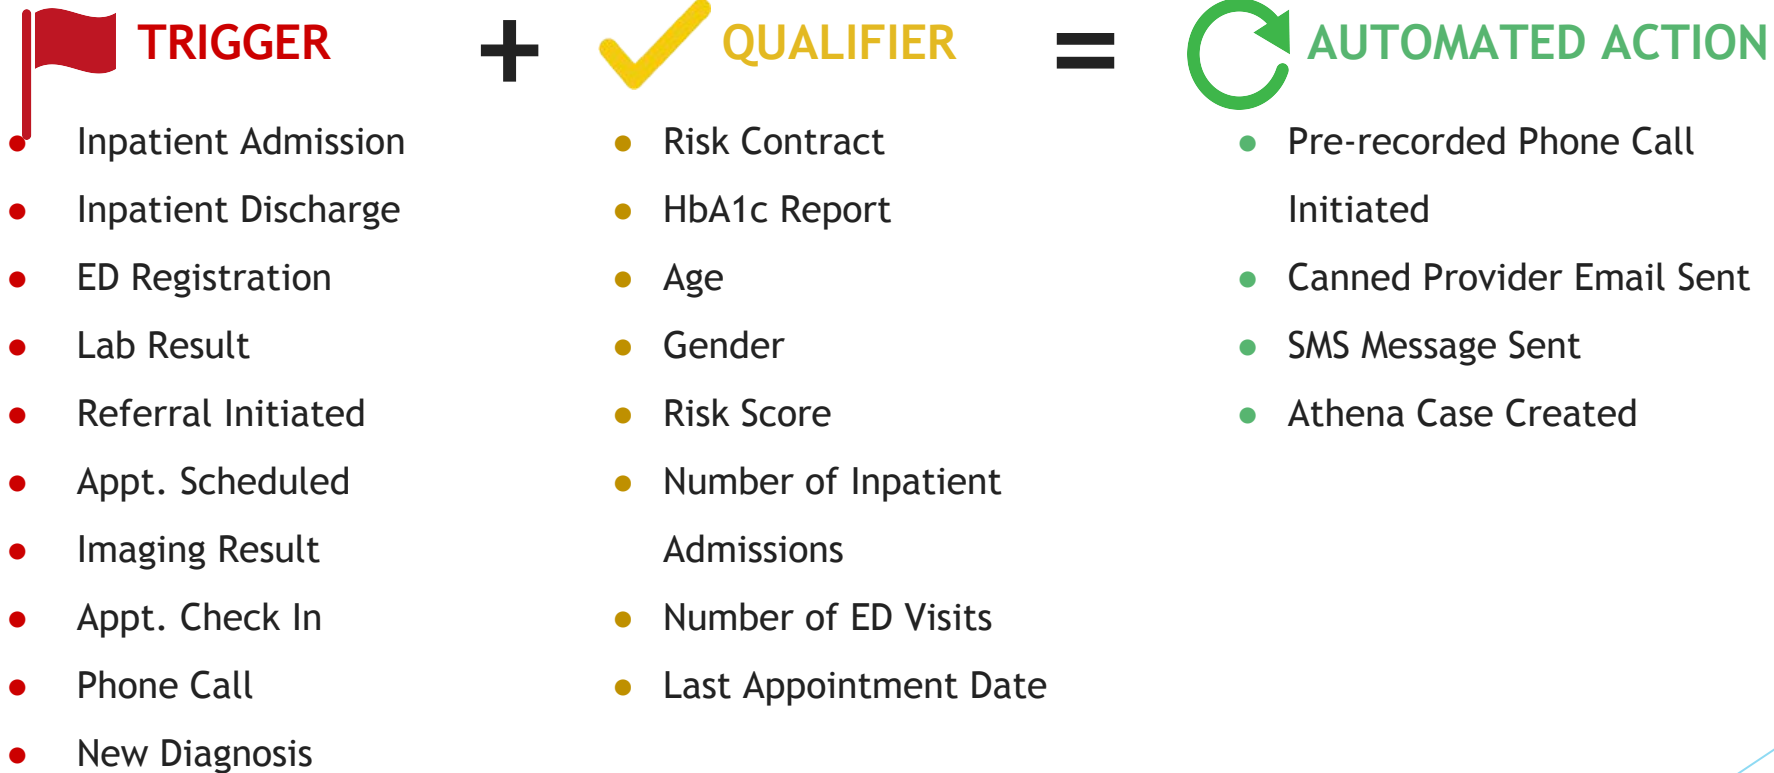 TRIGGER
+
QUALIFIER
=
AUTOMATED ACTION
● Inpatient Admission
● Inpatient Discharge
● ED Registration
● Lab Result
● Referral Initiated
● Appt. Scheduled
● Imaging Result
● Appt. Check In
● Phone Call
● New Diagnosis
● Risk Contract
● HbA1c Report
● Age
● Gender
● Risk Score
● Number of Inpatient
Admissions
● Number of ED Visits
● Last Appointment Date
● Pre-recorded Phone Call
Initiated
● Canned Provider Email Sent
● SMS Message Sent
● Athena Case Created